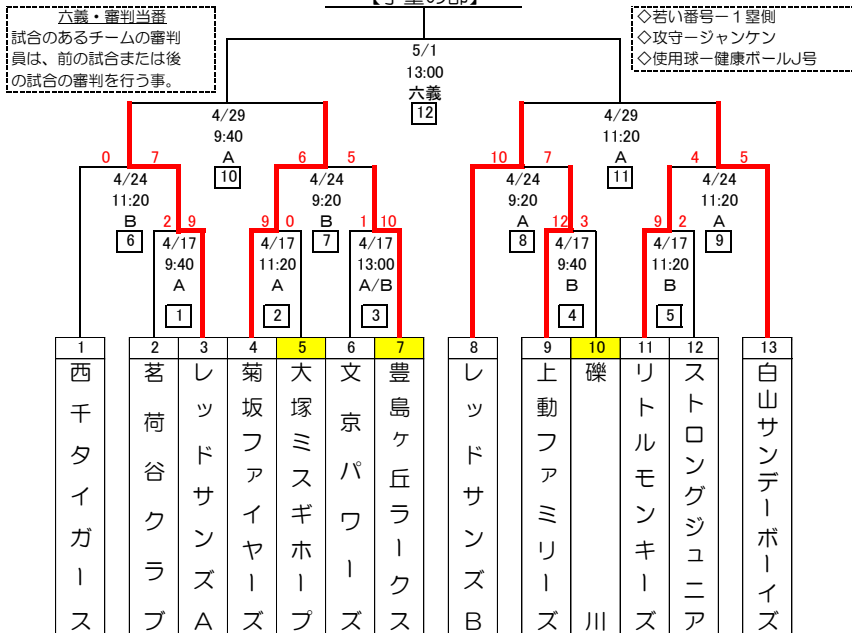 【学童の部】
六義・審判当番
試合のあるチームの審判
員は、前の試合または後
の試合の審判を行う事。
◇若い番号－１塁側
◇攻守－ジャンケン
◇使用球－健康ボールJ号
5/1
13:00
六義
12
4/29
9:40
A
10
4/29
11:20
A
11
0 7
4/24
11:20
B
6
6 5
4/24
9:20
B
7
10 7
4/24
9:20
A
8
4 5
4/24
11:20
A
9
2 9
4/17
9:40
A
1
9 0
4/17
11:20
A
2
1 10
4/17
13:00
A/B
3
12 3
4/17
9:40
B
4
9 2
4/17
11:20
B
5
1
西千タイガース
2
茗荷谷クラブ
3
レッドサンズA
4
菊坂ファイヤーズ
5
大塚ミスギホープ
6
文京パワーズ
7
豊島ヶ丘ラークス
8
レッドサンズB
9
上動ファミリーズ
10
礫川
11
リトルモンキーズ
12
ストロングジュニア
13
白山サンデーボーイズ